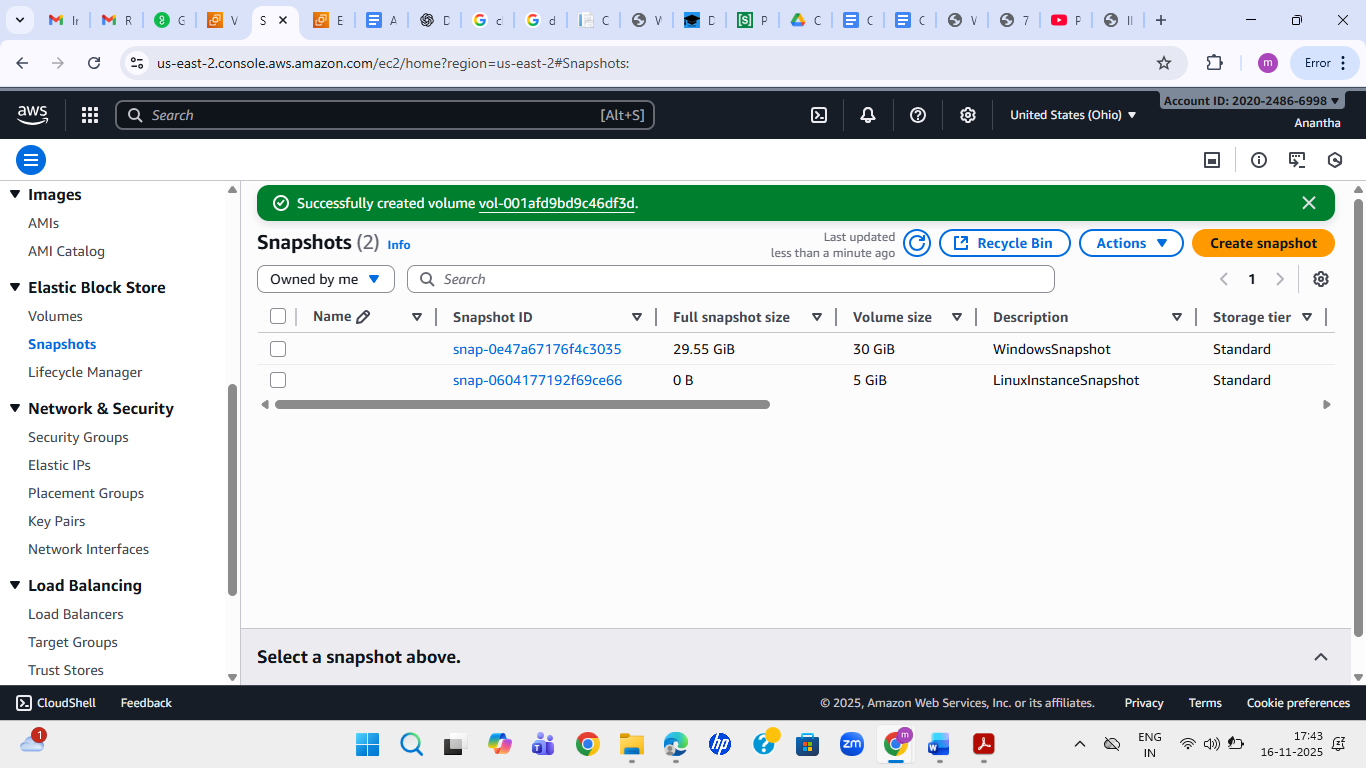 Ir
R
G
V
S
E
A
D
cl
d
C
V
D
P
C
C
C
V
7
P
II
us-east-2.console.aws.amazon.com/ec2/home?region=us-east-2#Snapshots:
m
Error
aws
Search
[Alt+S]
United States (Ohio)
Account ID: 2020-2486-6998
Anantha
Images
AMIs
AMI Catalog
Elastic Block Store
Volumes
Snapshots
Lifecycle Manager
Network & Security
Security Groups
Elastic IPs
Placement Groups
Key Pairs
Network Interfaces
Load Balancing
Load Balancers
Target Groups
Trust Stores
Successfully created volume vol-001afd9bd9c46df3d.
Snapshots (2) Info
Last updated
less than a minute ago
Recycle Bin
Actions
Create snapshot
Owned by me
Search
1
Name Snapshot ID Full snapshot size Volume size Description Storage tier
snap-0e47a67176f4c3035 29.55 GiB 30 GiB WindowsSnapshot Standard
snap-0604177192f69ce66 0 B 5 GiB LinuxInstanceSnapshot Standard
Select a snapshot above.
CloudShell Feedback © 2025, Amazon Web Services, Inc. or its affiliates. Privacy Terms Cookie preferences
1
hp
zm
m
ENG
IN
17:43
16-11-2025